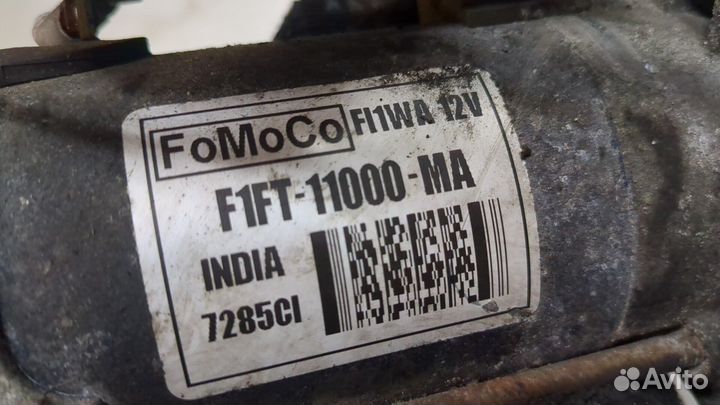 FoMoCo FI1WA 12V
F1FT-11000-MA
INDIA
7285CI
Avito